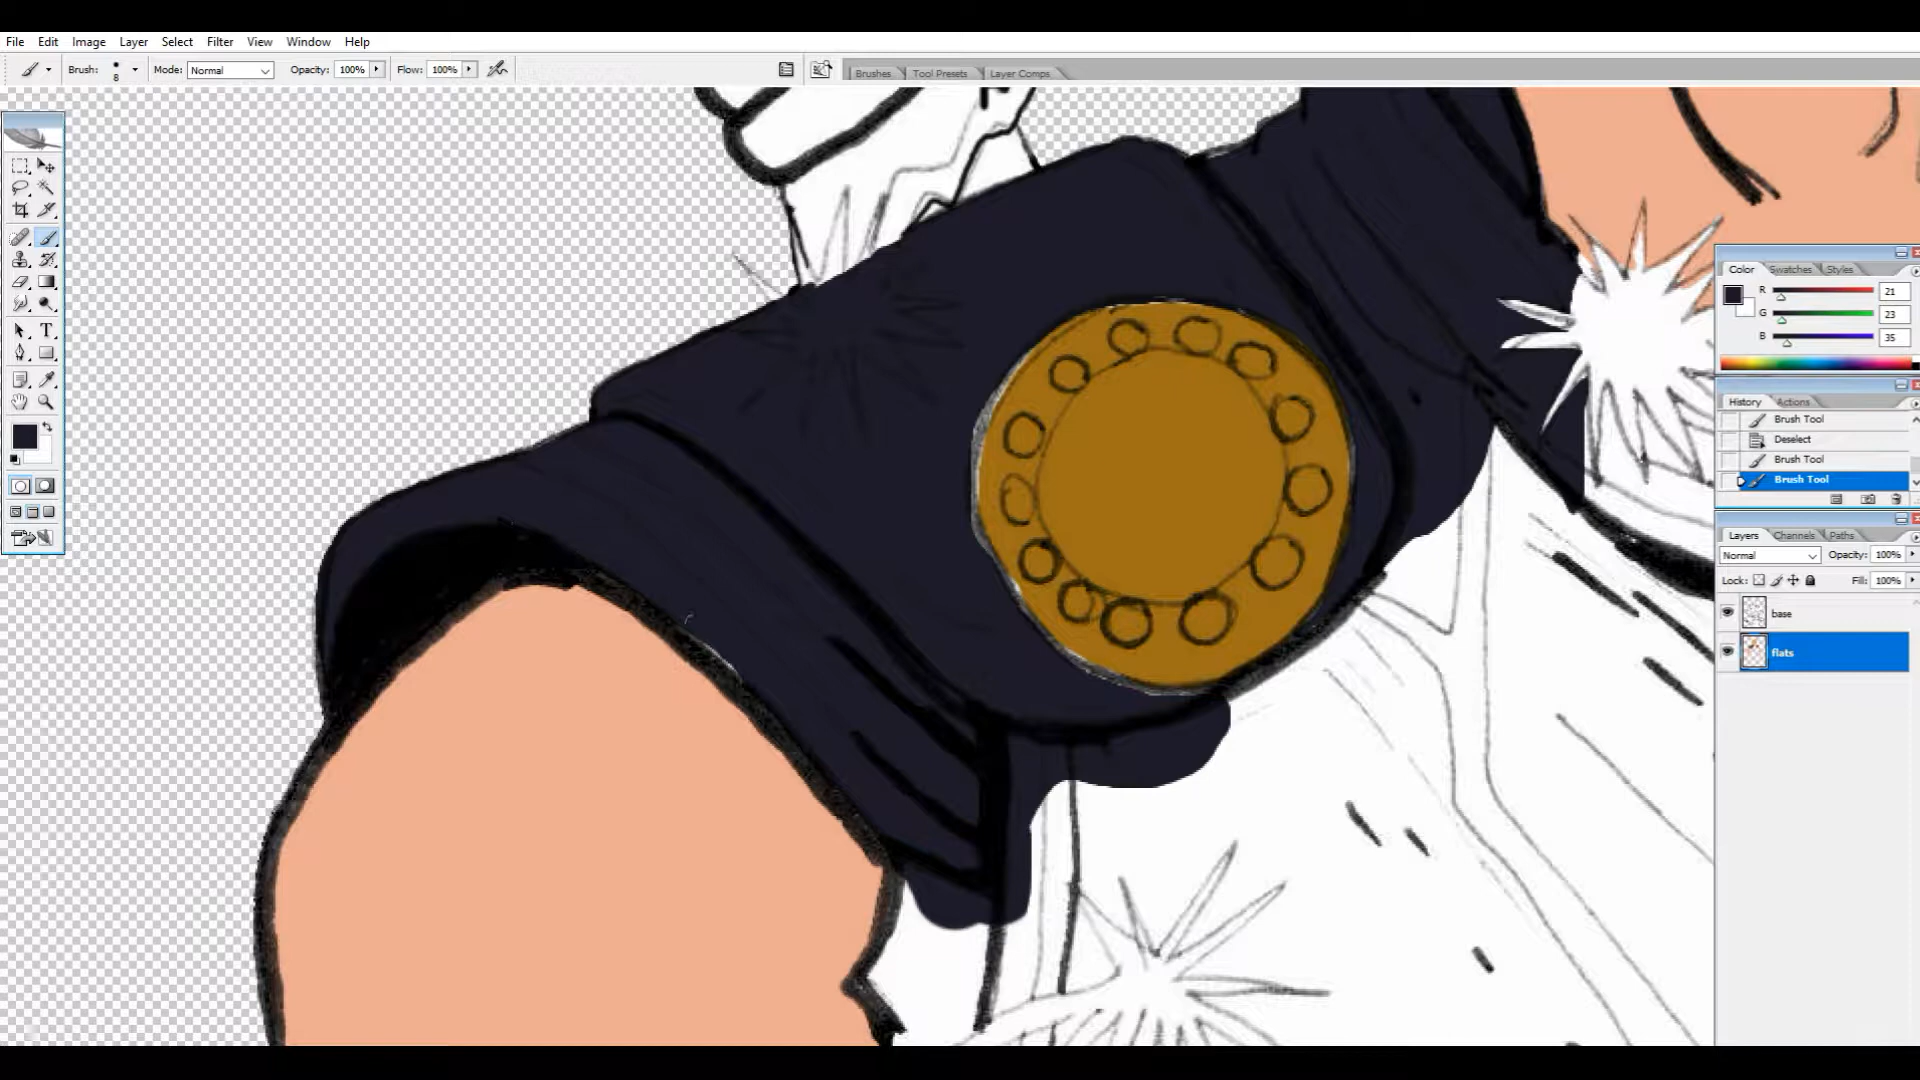 File Edit Image Layer Select Filter View Window Help
Brush: 8 Mode: Normal Opacity: 100% Flow: 100% Brushes Tool Presets Layer Comps
Color Swatches Styles
R 21
G 23
B 35
History Actions
Brush Tool
Deselect
Brush Tool
Brush Tool
Layers Channels Paths
Normal Opacity: 100%
Lock: Fill: 100%
base
flats